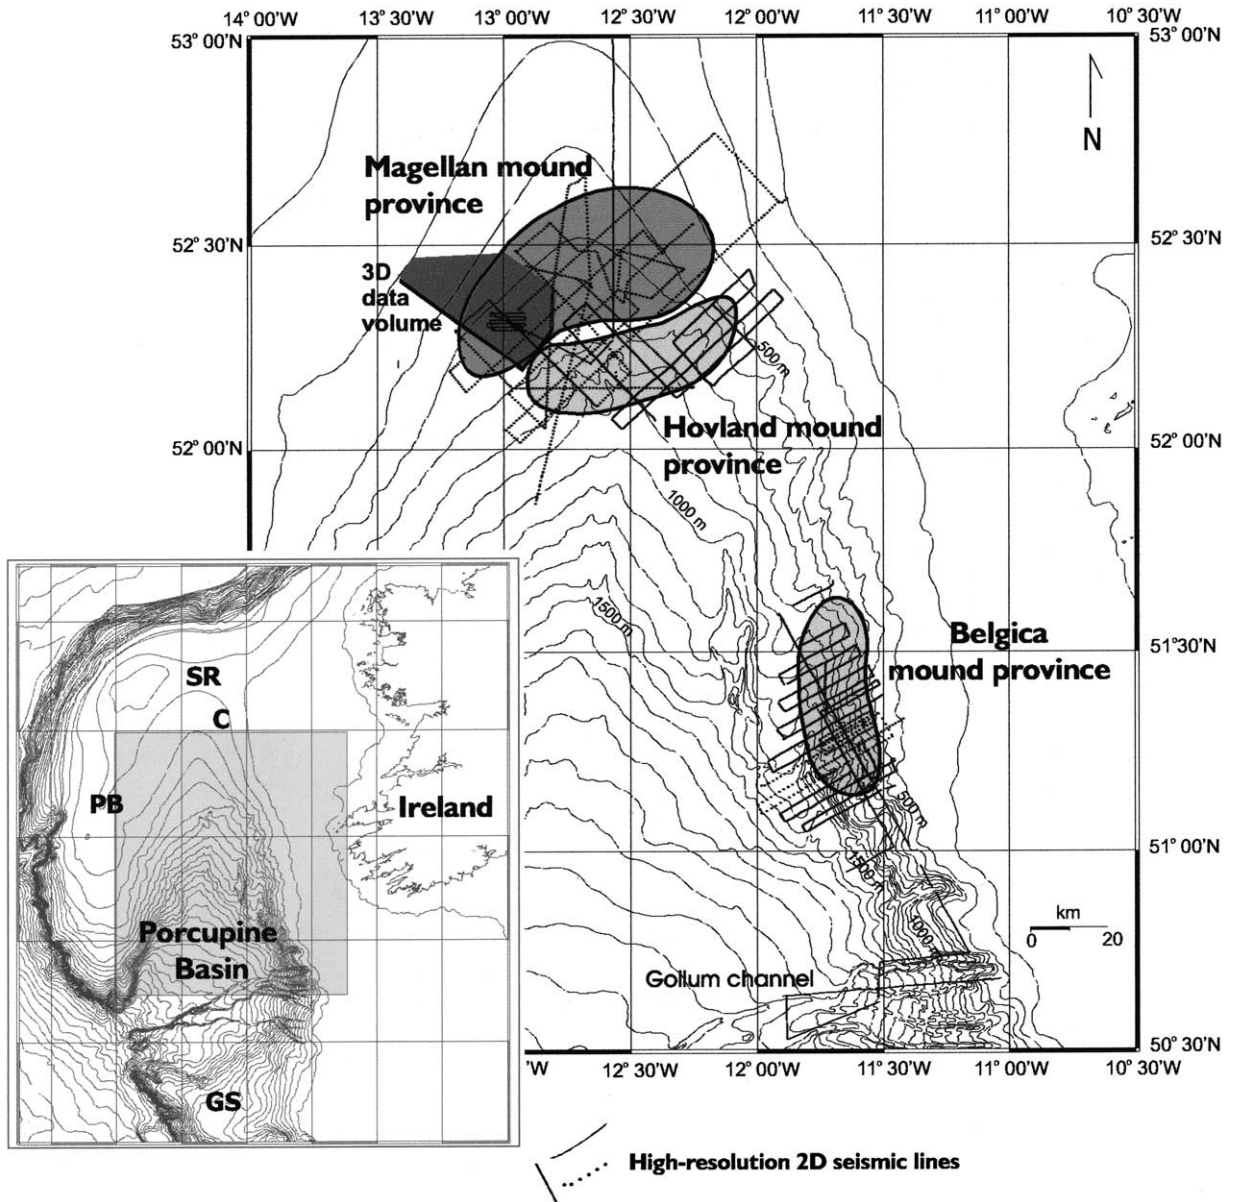 14° 00'W 13° 30'W 13° 00'W 12° 30'W 12° 00'W 11° 30'W 11° 00'W 10° 30'W
53° 00'N 53° 00'N
N
Magellan mound
province
52° 30'N 52° 30'N
3D
data
volume
500 m
Hovland mound
province
52° 00'N 52° 00'N
1000 m
1500 m
Belgica
mound province
51° 30'N
SR
C
PB
Ireland
500 m
51° 00'N
1500 m
1000 m
km
0 20
Porcupine
Basin
Gollum channel
50° 30'N
'W 12° 30'W 12° 00'W 11° 30'W 11° 00'W 10° 30'W
GS
High-resolution 2D seismic lines